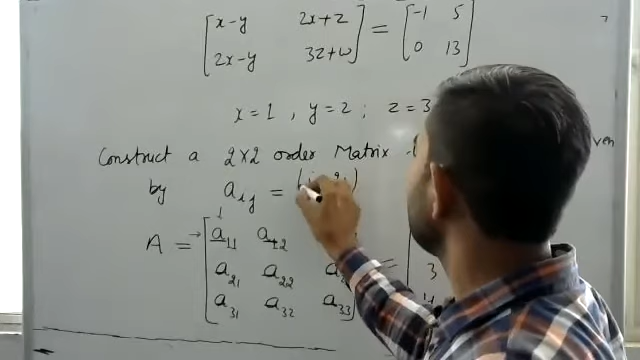 [x-y 2x+z] = [-1 5]
[2x-y 3z+w] [0 13]
x=1 , y=2 ; z=3
Construct a 2x2 order Matrix ven
by a_ij = (
A = → [a_11 a_12
a_21 a_22 =  3
a_31 a_32 a_33]